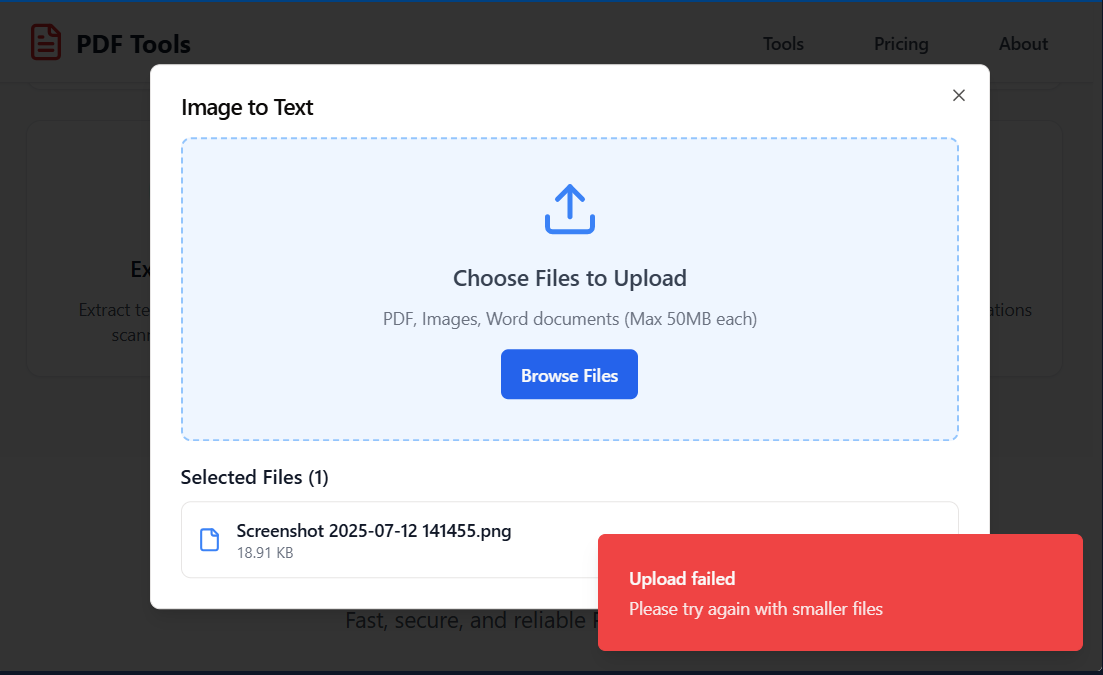 PDF Tools
Tools
Pricing
About
Image to Text
Choose Files to Upload
PDF, Images, Word documents (Max 50MB each)
Browse Files
Ex
Extract te
scann
ations
Selected Files (1)
Screenshot 2025-07-12 141455.png
18.91 KB
Upload failed
Please try again with smaller files
Fast, secure, and reliable